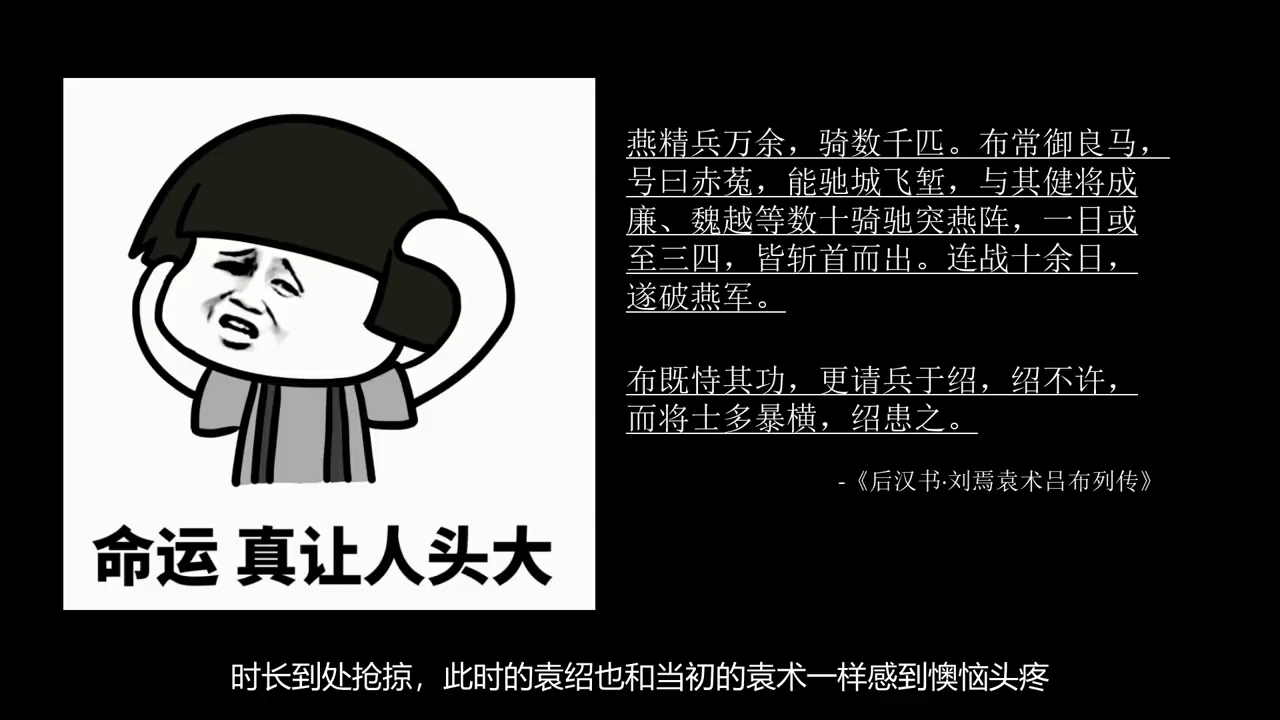 燕精兵万余，骑数千匹。布常御良马，
号曰赤菟，能驰城飞堑，与其健将成
廉、魏越等数十骑驰突燕阵，一日或
至三四，皆斩首而出。连战十余日，
遂破燕军。
布既恃其功，更请兵于绍，绍不许，
而将士多暴横，绍患之。
-《后汉书·刘焉袁术吕布列传》
命运 真让人头大
时长到处抢掠，此时的袁绍也和当初的袁术一样感到懊恼头疼